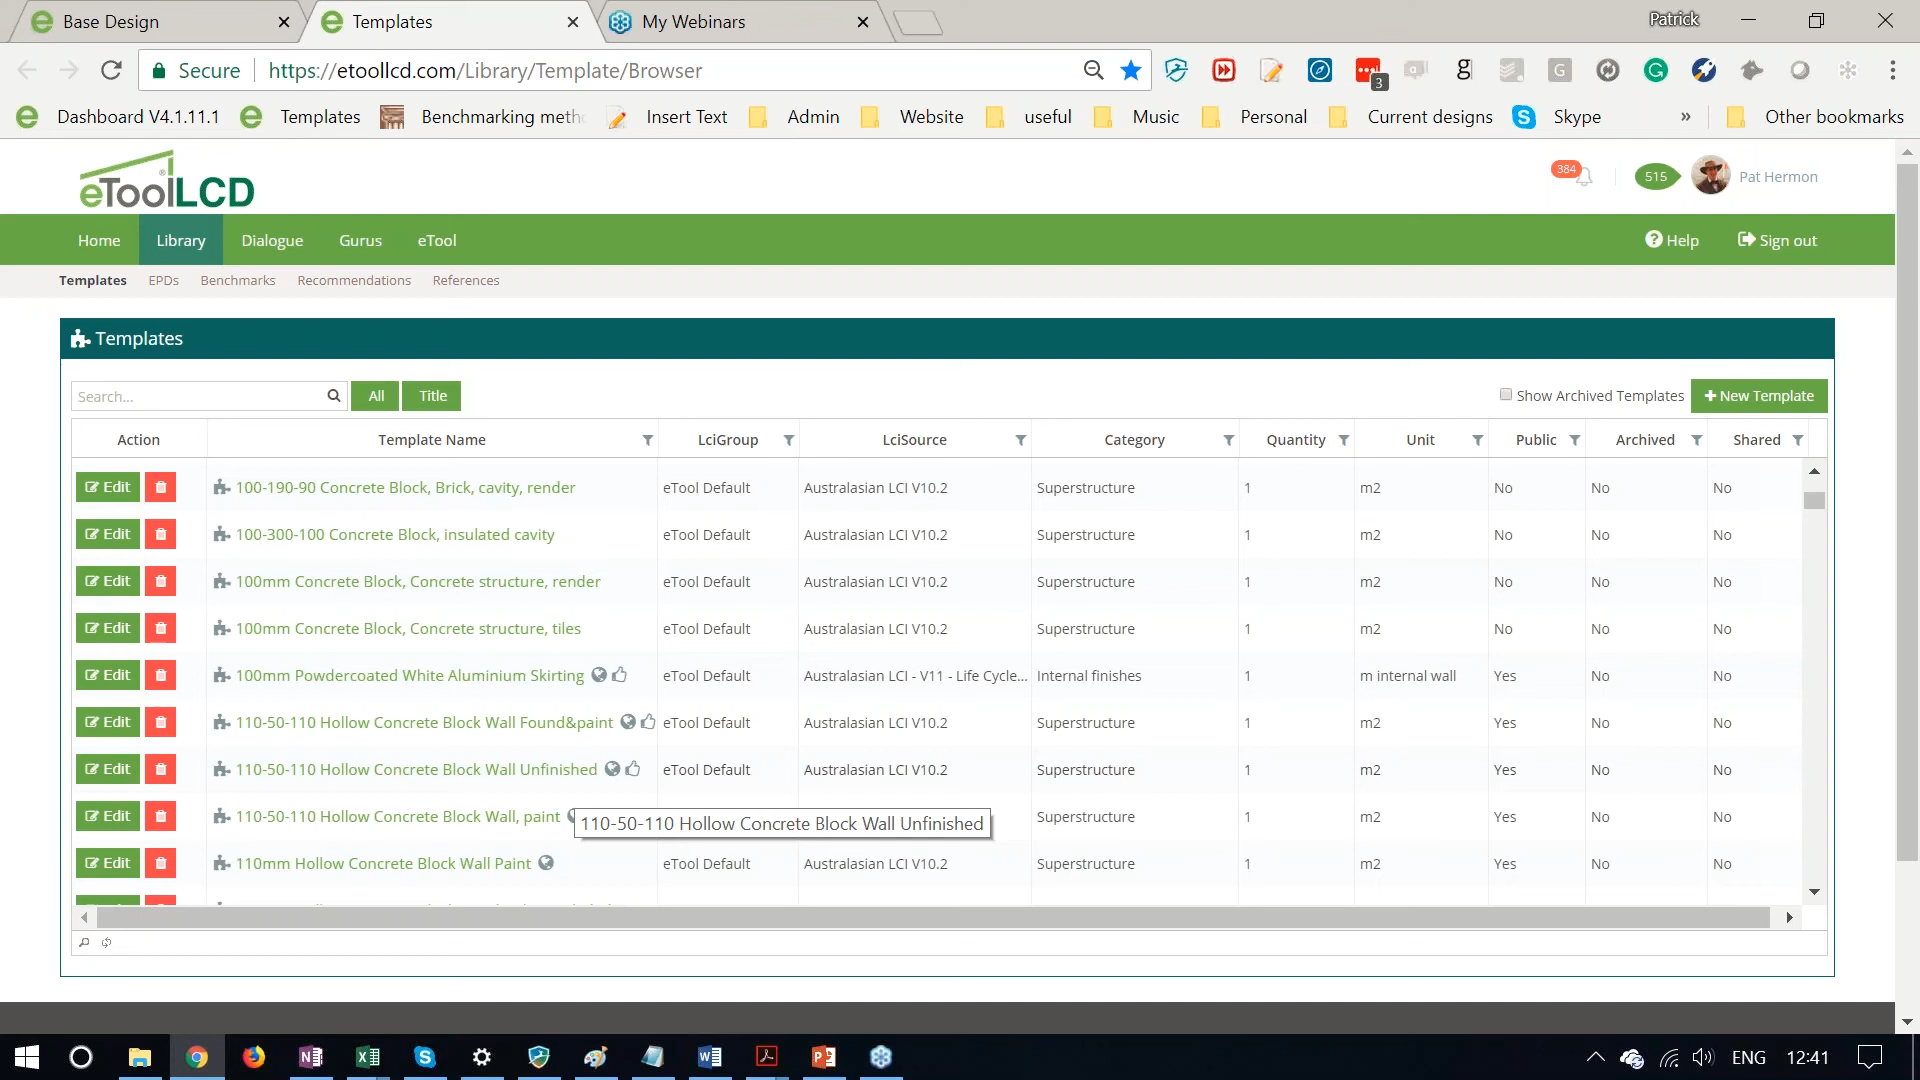 Base Design
Templates
My Webinars
Patrick
Secure https://etoollcd.com/Library/Template/Browser
3
Dashboard V4.1.11.1 Templates Benchmarking meth Insert Text Admin Website useful Music Personal Current designs Skype » Other bookmarks
eToolLCD
384 515 Pat Hermon
Home Library Dialogue Gurus eTool Help Sign out
Templates EPDs Benchmarks Recommendations References
Templates
Search... All Title Show Archived Templates New Template
Action Template Name LciGroup LciSource Category Quantity Unit Public Archived Shared
Edit 100-190-90 Concrete Block, Brick, cavity, render eTool Default Australasian LCI V10.2 Superstructure 1 m2 No No No
Edit 100-300-100 Concrete Block, insulated cavity eTool Default Australasian LCI V10.2 Superstructure 1 m2 No No No
Edit 100mm Concrete Block, Concrete structure, render eTool Default Australasian LCI V10.2 Superstructure 1 m2 No No No
Edit 100mm Concrete Block, Concrete structure, tiles eTool Default Australasian LCI V10.2 Superstructure 1 m2 No No No
Edit 100mm Powdercoated White Aluminium Skirting eTool Default Australasian LCI - V11 - Life Cycle... Internal finishes 1 m internal wall Yes No No
Edit 110-50-110 Hollow Concrete Block Wall Found&paint eTool Default Australasian LCI V10.2 Superstructure 1 m2 Yes No No
Edit 110-50-110 Hollow Concrete Block Wall Unfinished eTool Default Australasian LCI V10.2 Superstructure 1 m2 Yes No No
Edit 110-50-110 Hollow Concrete Block Wall, paint 110-50-110 Hollow Concrete Block Wall Unfinished Superstructure 1 m2 Yes No No
Edit 110mm Hollow Concrete Block Wall Paint eTool Default Australasian LCI V10.2 Superstructure 1 m2 Yes No No
ENG 12:41